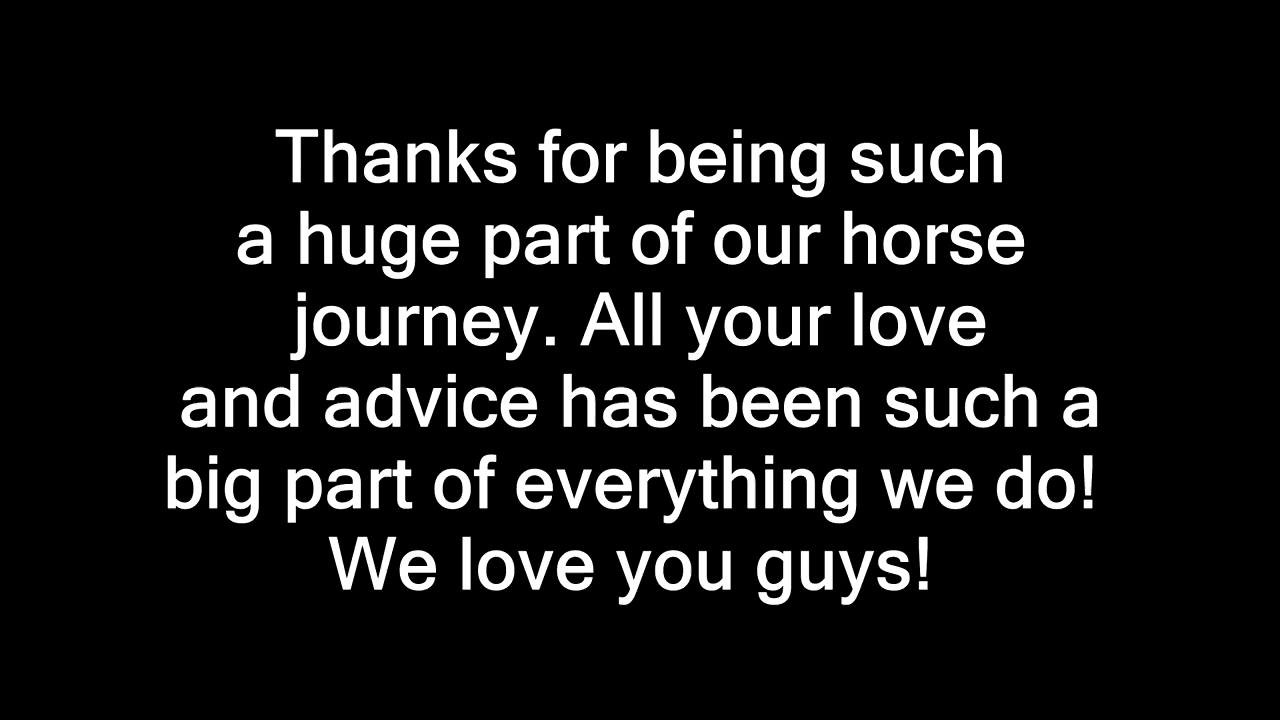 Thanks for being such
a huge part of our horse
journey. All your love
and advice has been such a
big part of everything we do!
We love you guys!